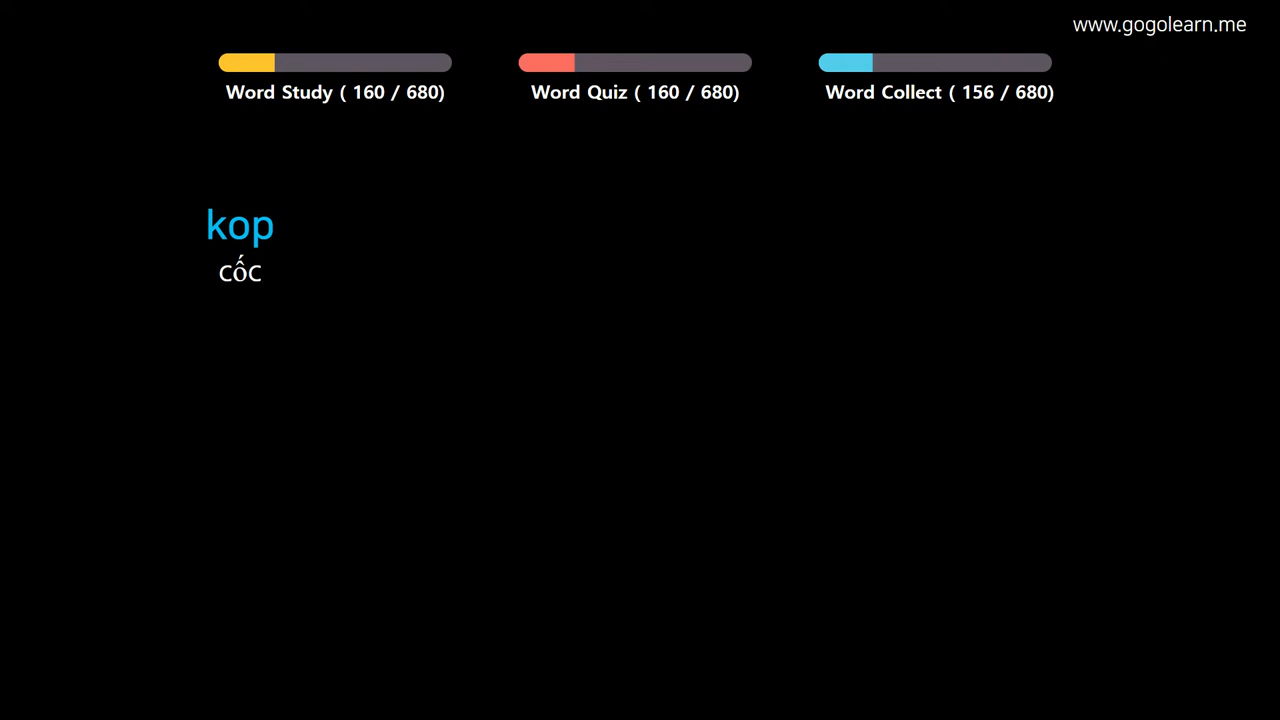 www.gogolearn.me
Word Study ( 160 / 680)
Word Quiz ( 160 / 680)
Word Collect ( 156 / 680)
kop
cốc